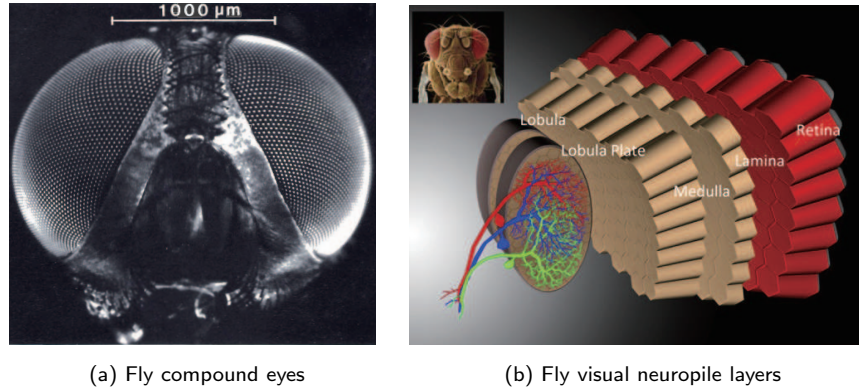 1000 µm
Lobula
Lobula Plate
Retina
Lamina
Medulla
(a) Fly compound eyes
(b) Fly visual neuropile layers